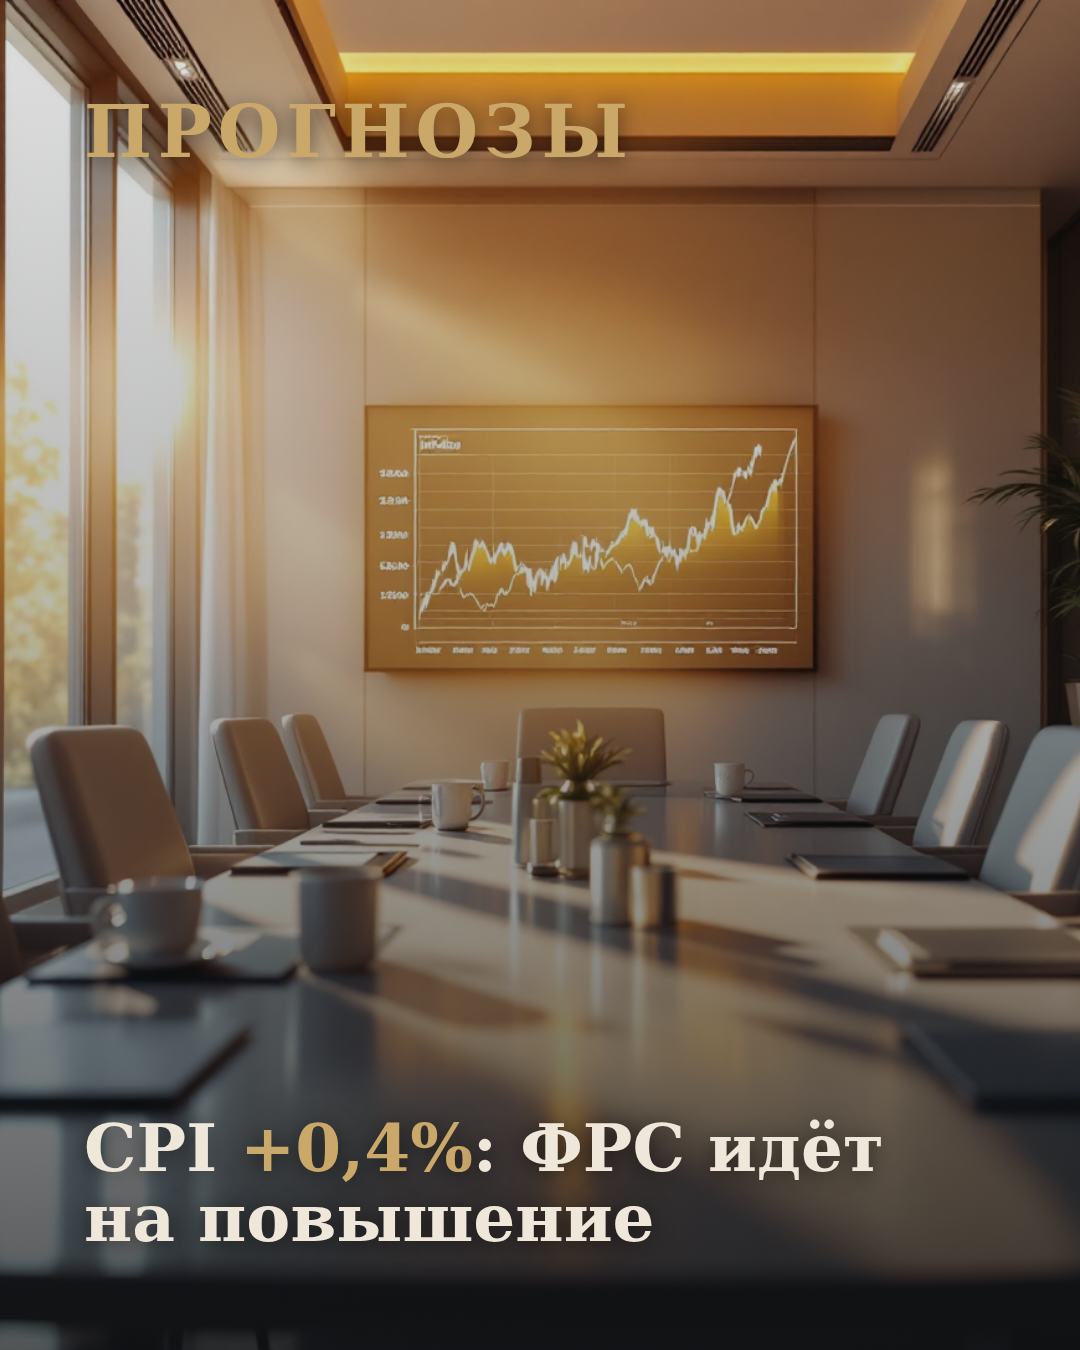 ПРОГНОЗЫ
CPI +0,4%: ФРС идёт
на повышение